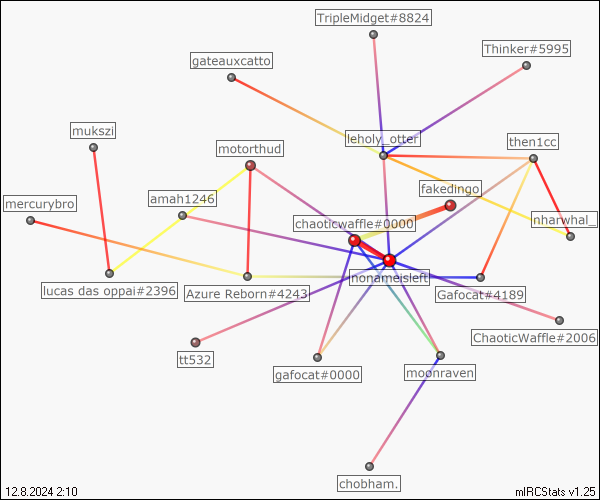 TripleMidget#8824
Thinker#5995
gateauxcatto
mukszi
leholy_otter
then1cc
motorthud
fakedingo
amah1246
mercurybro
nharwhal_
chaoticwaffle#0000
nonameisleft
lucas das oppai#2396
Azure Reborn#4243
Gafocat#4189
ChaoticWaffle#2006
tt532
gafocat#0000
moonraven
chobham.
12.8.2024 2:10
mIRCStats v1.25